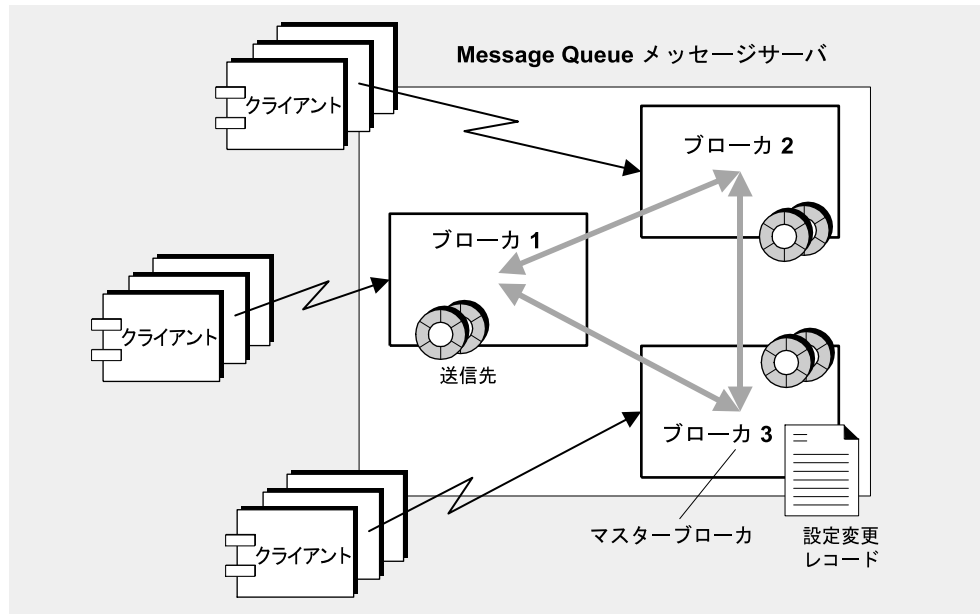 Message Queue メッセージサーバ
クライアント
ブローカ 2
ブローカ 1
クライアント
送信先
ブローカ 3
マスターブローカ
設定変更
レコード
クライアント